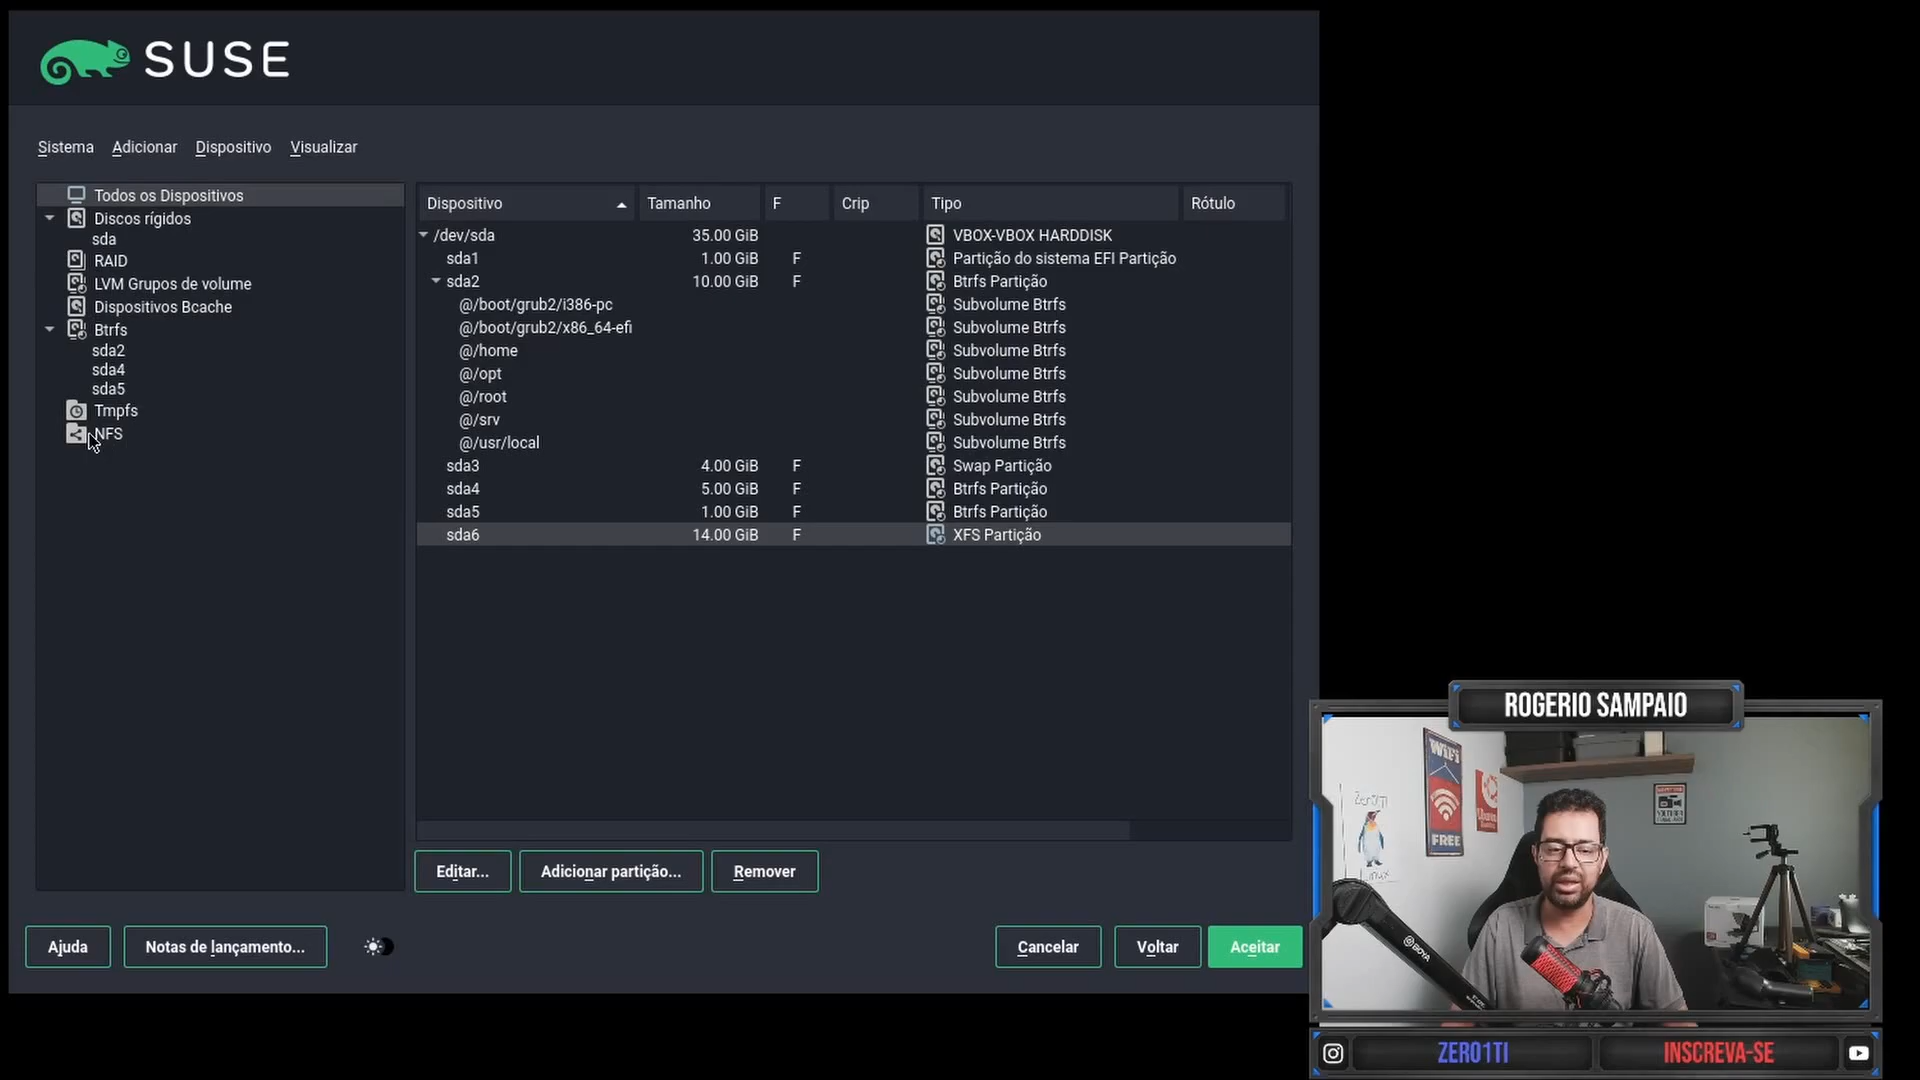 SUSE
Sistema Adicionar Dispositivo Visualizar
Todos os Dispositivos
Discos rígidos
sda
RAID
LVM Grupos de volume
Dispositivos Bcache
Btrfs
sda2
sda4
sda5
Tmpfs
NFS
Dispositivo Tamanho F Crip Tipo Rótulo
/dev/sda 35.00 GiB VBOX-VBOX HARDDISK
sda1 1.00 GiB F Partição do sistema EFI Partição
sda2 10.00 GiB F Btrfs Partição
@/boot/grub2/i386-pc Subvolume Btrfs
@/boot/grub2/x86_64-efi Subvolume Btrfs
@/home Subvolume Btrfs
@/opt Subvolume Btrfs
@/root Subvolume Btrfs
@/srv Subvolume Btrfs
@/usr/local Subvolume Btrfs
sda3 4.00 GiB F Swap Partição
sda4 5.00 GiB F Btrfs Partição
sda5 1.00 GiB F Btrfs Partição
sda6 14.00 GiB F XFS Partição
Editar... Adicionar partição... Remover
Ajuda Notas de lançamento... Cancelar Voltar Aceitar
ROGERIO SAMPAIO
WiFi
FREE
Zero1TI
Linux
BOYA
ZERO1TI INSCREVA-SE